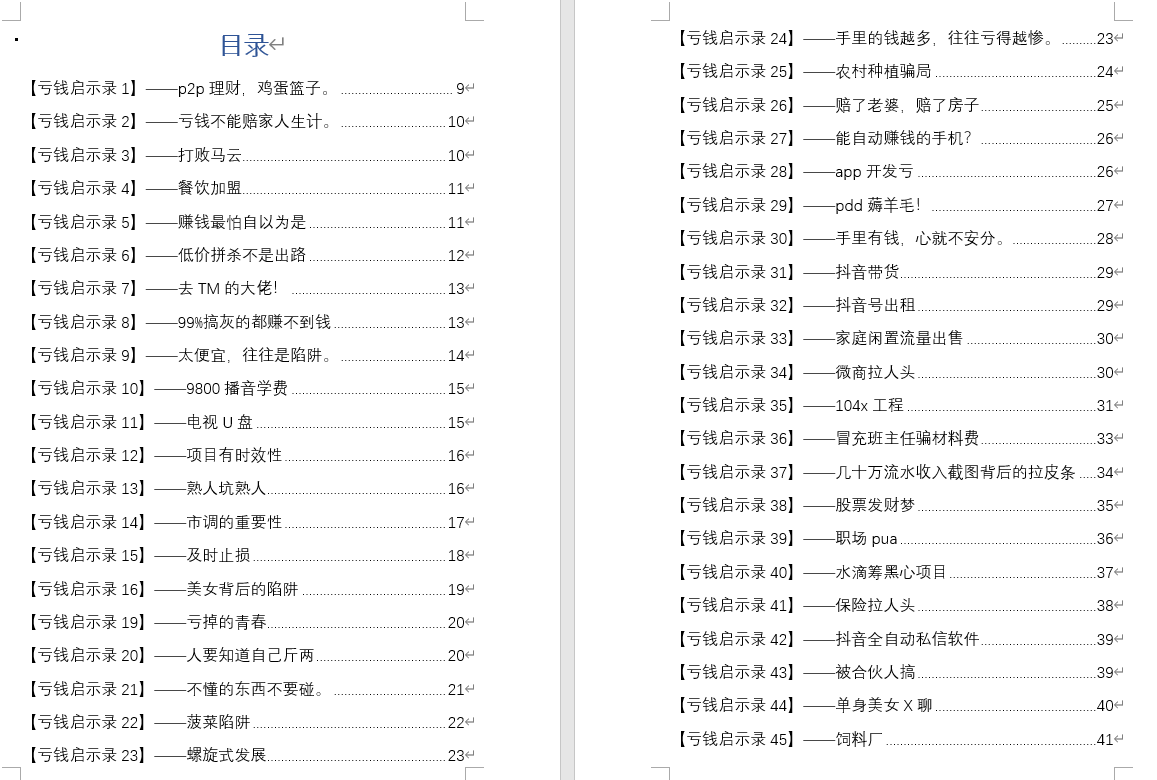 目录
【亏钱启示录 1】——p2p 理财，鸡蛋篮子。 9
【亏钱启示录 2】——亏钱不能赔家人生计。 10
【亏钱启示录 3】——打败马云 10
【亏钱启示录 4】——餐饮加盟 11
【亏钱启示录 5】——赚钱最怕自以为是 11
【亏钱启示录 6】——低价拼杀不是出路 12
【亏钱启示录 7】——去 TM 的大佬！ 13
【亏钱启示录 8】——99%搞灰的都赚不到钱 13
【亏钱启示录 9】——太便宜，往往是陷阱。 14
【亏钱启示录 10】——9800 播音学费 15
【亏钱启示录 11】——电视 U 盘 15
【亏钱启示录 12】——项目有时效性 16
【亏钱启示录 13】——熟人坑熟人 16
【亏钱启示录 14】——市调的重要性 17
【亏钱启示录 15】——及时止损 18
【亏钱启示录 16】——美女背后的陷阱 19
【亏钱启示录 19】——亏掉的青春 20
【亏钱启示录 20】——人要知道自己斤两 20
【亏钱启示录 21】——不懂的东西不要碰。 21
【亏钱启示录 22】——菠菜陷阱 22
【亏钱启示录 23】——螺旋式发展 23
【亏钱启示录 24】——手里的钱越多，往往亏得越惨。 23
【亏钱启示录 25】——农村种植骗局 24
【亏钱启示录 26】——赔了老婆，赔了房子 25
【亏钱启示录 27】——能自动赚钱的手机？ 26
【亏钱启示录 28】——app 开发亏 26
【亏钱启示录 29】——pdd 薅羊毛！ 27
【亏钱启示录 30】——手里有钱，心就不安分。 28
【亏钱启示录 31】——抖音带货 29
【亏钱启示录 32】——抖音号出租 29
【亏钱启示录 33】——家庭闲置流量出售 30
【亏钱启示录 34】——微商拉人头 30
【亏钱启示录 35】——104x 工程 31
【亏钱启示录 36】——冒充班主任骗材料费 33
【亏钱启示录 37】——几十万流水收入截图背后的拉皮条 34
【亏钱启示录 38】——股票发财梦 35
【亏钱启示录 39】——职场 pua 36
【亏钱启示录 40】——水滴筹黑心项目 37
【亏钱启示录 41】——保险拉人头 38
【亏钱启示录 42】——抖音全自动私信软件 39
【亏钱启示录 43】——被合伙人搞 39
【亏钱启示录 44】——单身美女 X 聊 40
【亏钱启示录 45】——饲料厂 41